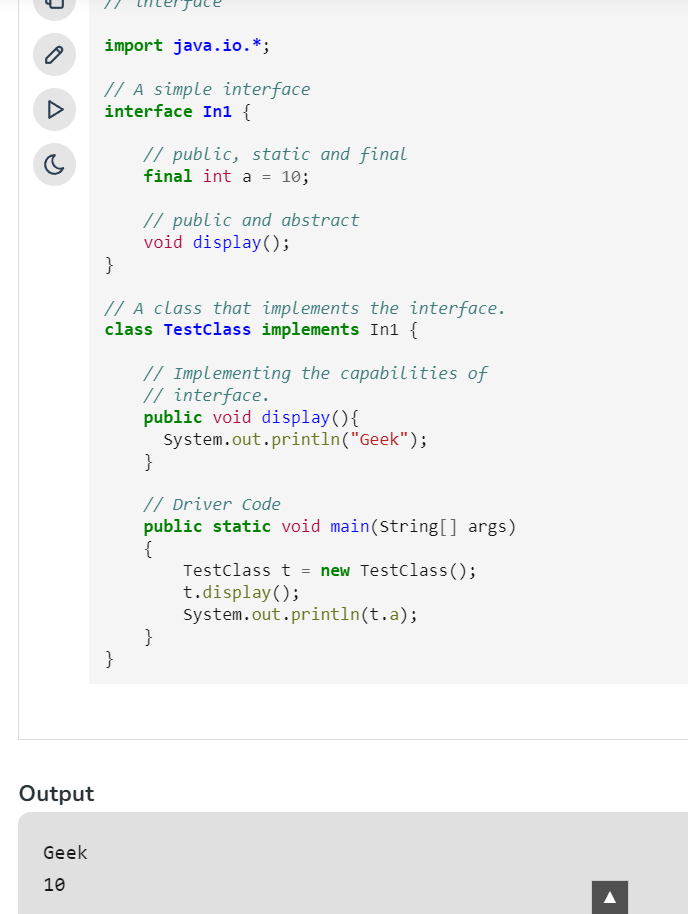 // interface
import java.io.*;
// A simple interface
interface In1 {
// public, static and final
final int a = 10;
// public and abstract
void display();
}
// A class that implements the interface.
class TestClass implements In1 {
// Implementing the capabilities of
// interface.
public void display(){
System.out.println("Geek");
}
// Driver Code
public static void main(String[] args)
{
TestClass t = new TestClass();
t.display();
System.out.println(t.a);
}
}
Output
Geek
10